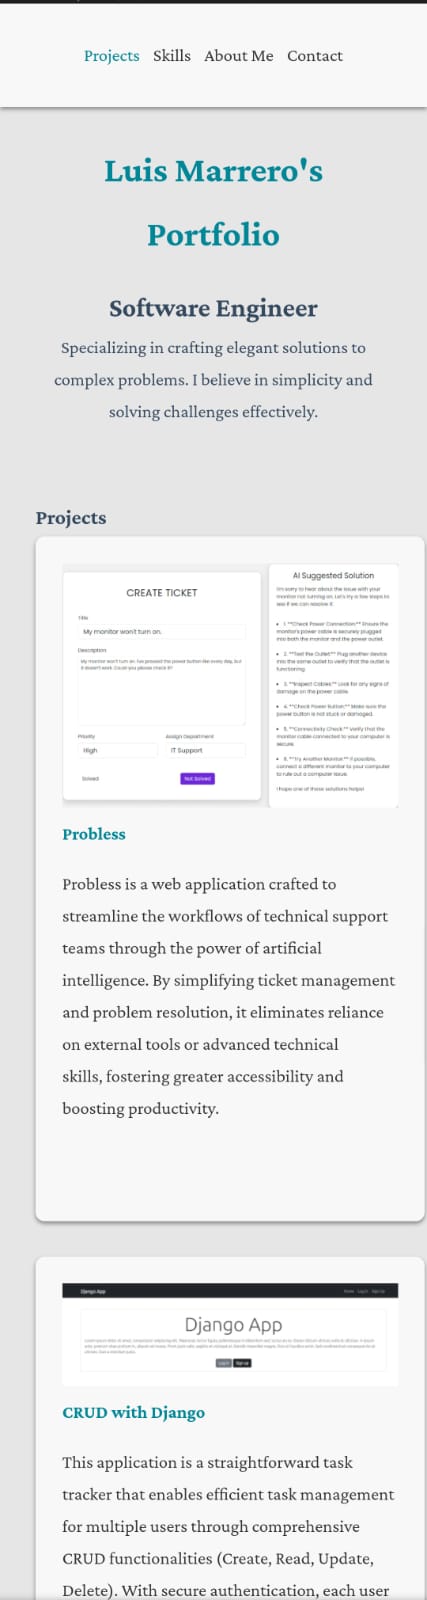 Projects Skills About Me Contact
Luis Marrero's
Portfolio
Software Engineer
Specializing in crafting elegant solutions to
complex problems. I believe in simplicity and
solving challenges effectively.
Projects
CREATE TICKET
Title
My monitor won't turn on.
Description
My monitor won't turn on. I've pressed the power button like every day, but
it doesn't work. Could you please check it?
Priority
Assign Department
High
IT Support
Solved
Not Solved
AI Suggested Solution
I'm sorry to hear about the issue with your
monitor not turning on. Let's try a few steps to
see if we can resolve it:
1. **Check Power Connection:** Ensure the
monitor's power cable is securely plugged
into both the monitor and the power outlet.
2. **Test the Outlet:** Plug another device
into the same outlet to verify that the outlet is
functioning.
3. **Inspect Cables:** Look for any signs of
damage on the power cable.
4. **Check Power Button:** Make sure the
power button is not stuck or damaged.
5. **Connectivity Check:** Verify that the
monitor cable connected to your computer is
secure.
6. **Try Another Monitor:** If possible,
connect a different monitor to your computer
to rule out a computer issue.
I hope one of these solutions helps!
Probless
Probless is a web application crafted to
streamline the workflows of technical support
teams through the power of artificial
intelligence. By simplifying ticket management
and problem resolution, it eliminates reliance
on external tools or advanced technical
skills, fostering greater accessibility and
boosting productivity.
Django App
Home Log In Sign Up
Django App
Log In Sign Up
CRUD with Django
This application is a straightforward task
tracker that enables efficient task management
for multiple users through comprehensive
CRUD functionalities (Create, Read, Update,
Delete). With secure authentication, each user